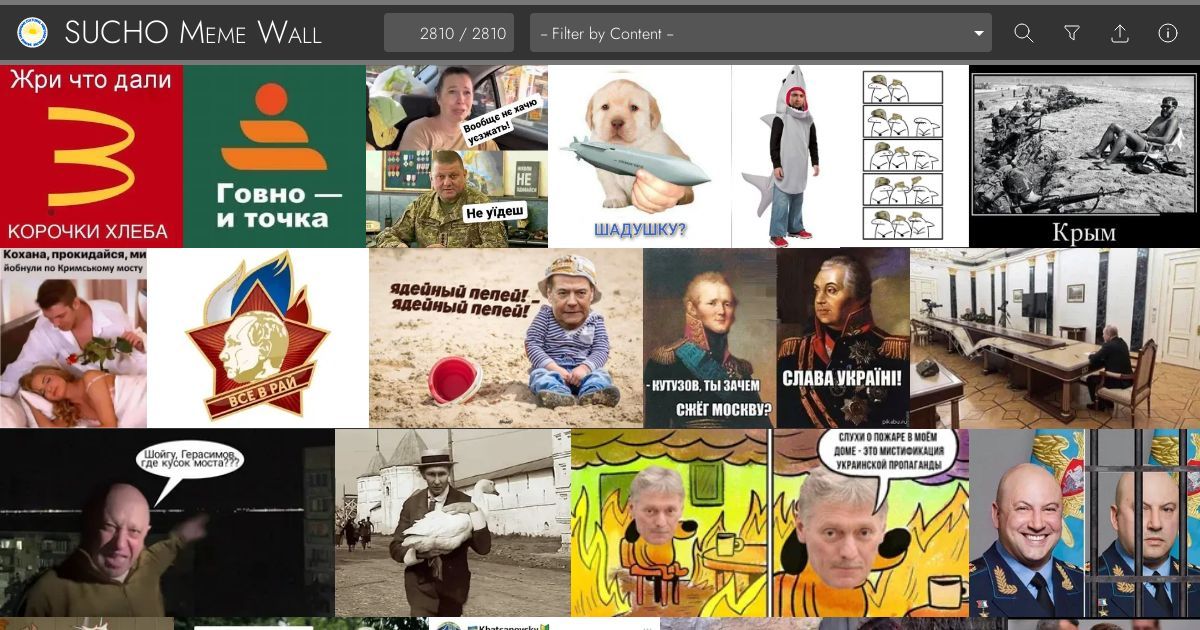 SUCHO Meme Wall
2810 / 2810
– Filter by Content –
Жри что дали
КОРОЧКИ ХЛЕБА
Говно —
и точка
Вообще нє хачю
уєзжать!
Не уїдеш
ШАДУШКУ?
Крым
Кохана, прокидайся, ми
йобнули по Кримському мосту
ВСЕ В РАЙ
ядейный пепей! –
ядейный пепей!
- КУТУЗОВ, ТЫ ЗАЧЕМ
СЖЁГ МОСКВУ?
СЛАВА УКРАЇНІ!
pikabu.ru
Шойгу, Герасимов,
где кусок моста???
СЛУХИ О ПОЖАРЕ В МОЁМ
ДОМЕ - ЭТО МИСТИФИКАЦИЯ
УКРАИНСКОЙ ПРОПАГАНДЫ
Khatsapovsky